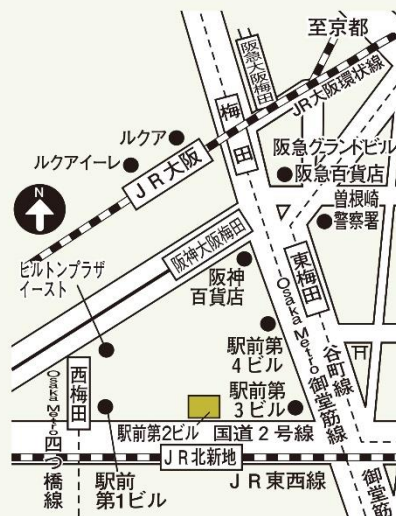 至京都
阪急大阪梅田
JR大阪環状線
梅田
ルクア
ルクアイーレ
JR大阪
阪急グランドビル
阪急百貨店
曽根崎
警察署
N
阪神大阪梅田
ヒルトンプラザ
イースト
阪神
百貨店
東梅田
Osaka Metro 御堂筋線
谷町線
駅前第
4ビル
西梅田
Osaka Metro 四つ橋線
駅前第
3ビル
駅前第2ビル
国道2号線
JR北新地
駅前
第1ビル
JR東西線
御堂筋